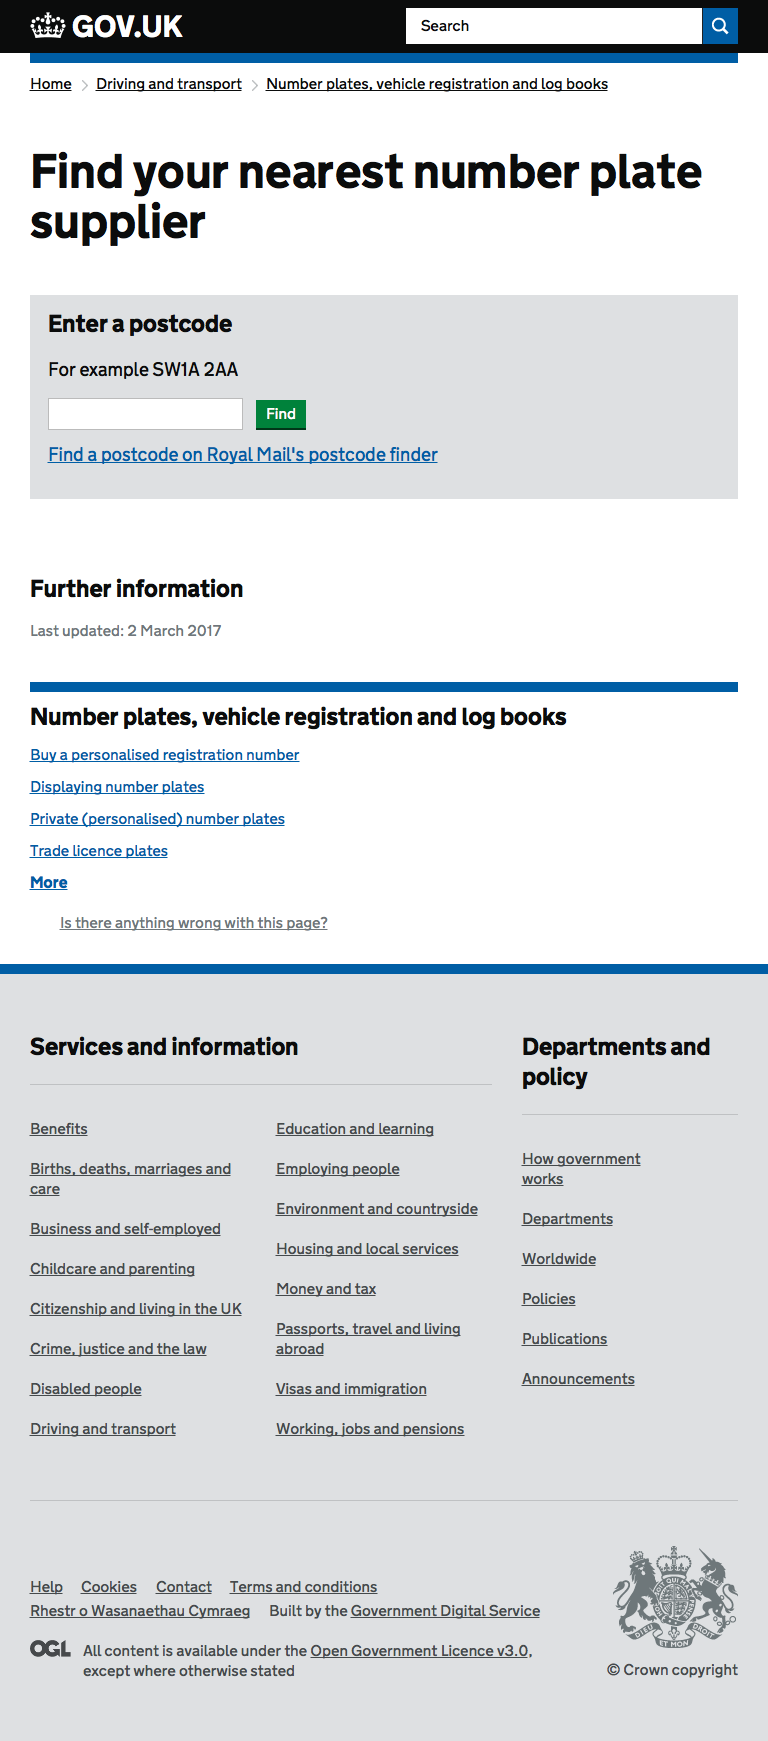 GOV.UK
Search
Home
Driving and transport
Number plates, vehicle registration and log books
Find your nearest number plate
supplier
Enter a postcode
For example SW1A 2AA
Find
Find a postcode on Royal Mail's postcode finder
Further information
Last updated: 2 March 2017
Number plates, vehicle registration and log books
Buy a personalised registration number
Displaying number plates
Private (personalised) number plates
Trade licence plates
More
Is there anything wrong with this page?
Services and information
Benefits
Births, deaths, marriages and
care
Business and self-employed
Childcare and parenting
Citizenship and living in the UK
Crime, justice and the law
Disabled people
Driving and transport
Education and learning
Employing people
Environment and countryside
Housing and local services
Money and tax
Passports, travel and living
abroad
Visas and immigration
Working, jobs and pensions
Departments and
policy
How government
works
Departments
Worldwide
Policies
Publications
Announcements
Help Cookies Contact Terms and conditions
Rhestr o Wasanaethau Cymraeg Built by the Government Digital Service
OGL
All content is available under the Open Government Licence v3.0,
except where otherwise stated
DIEU ET MON DROIT
© Crown copyright